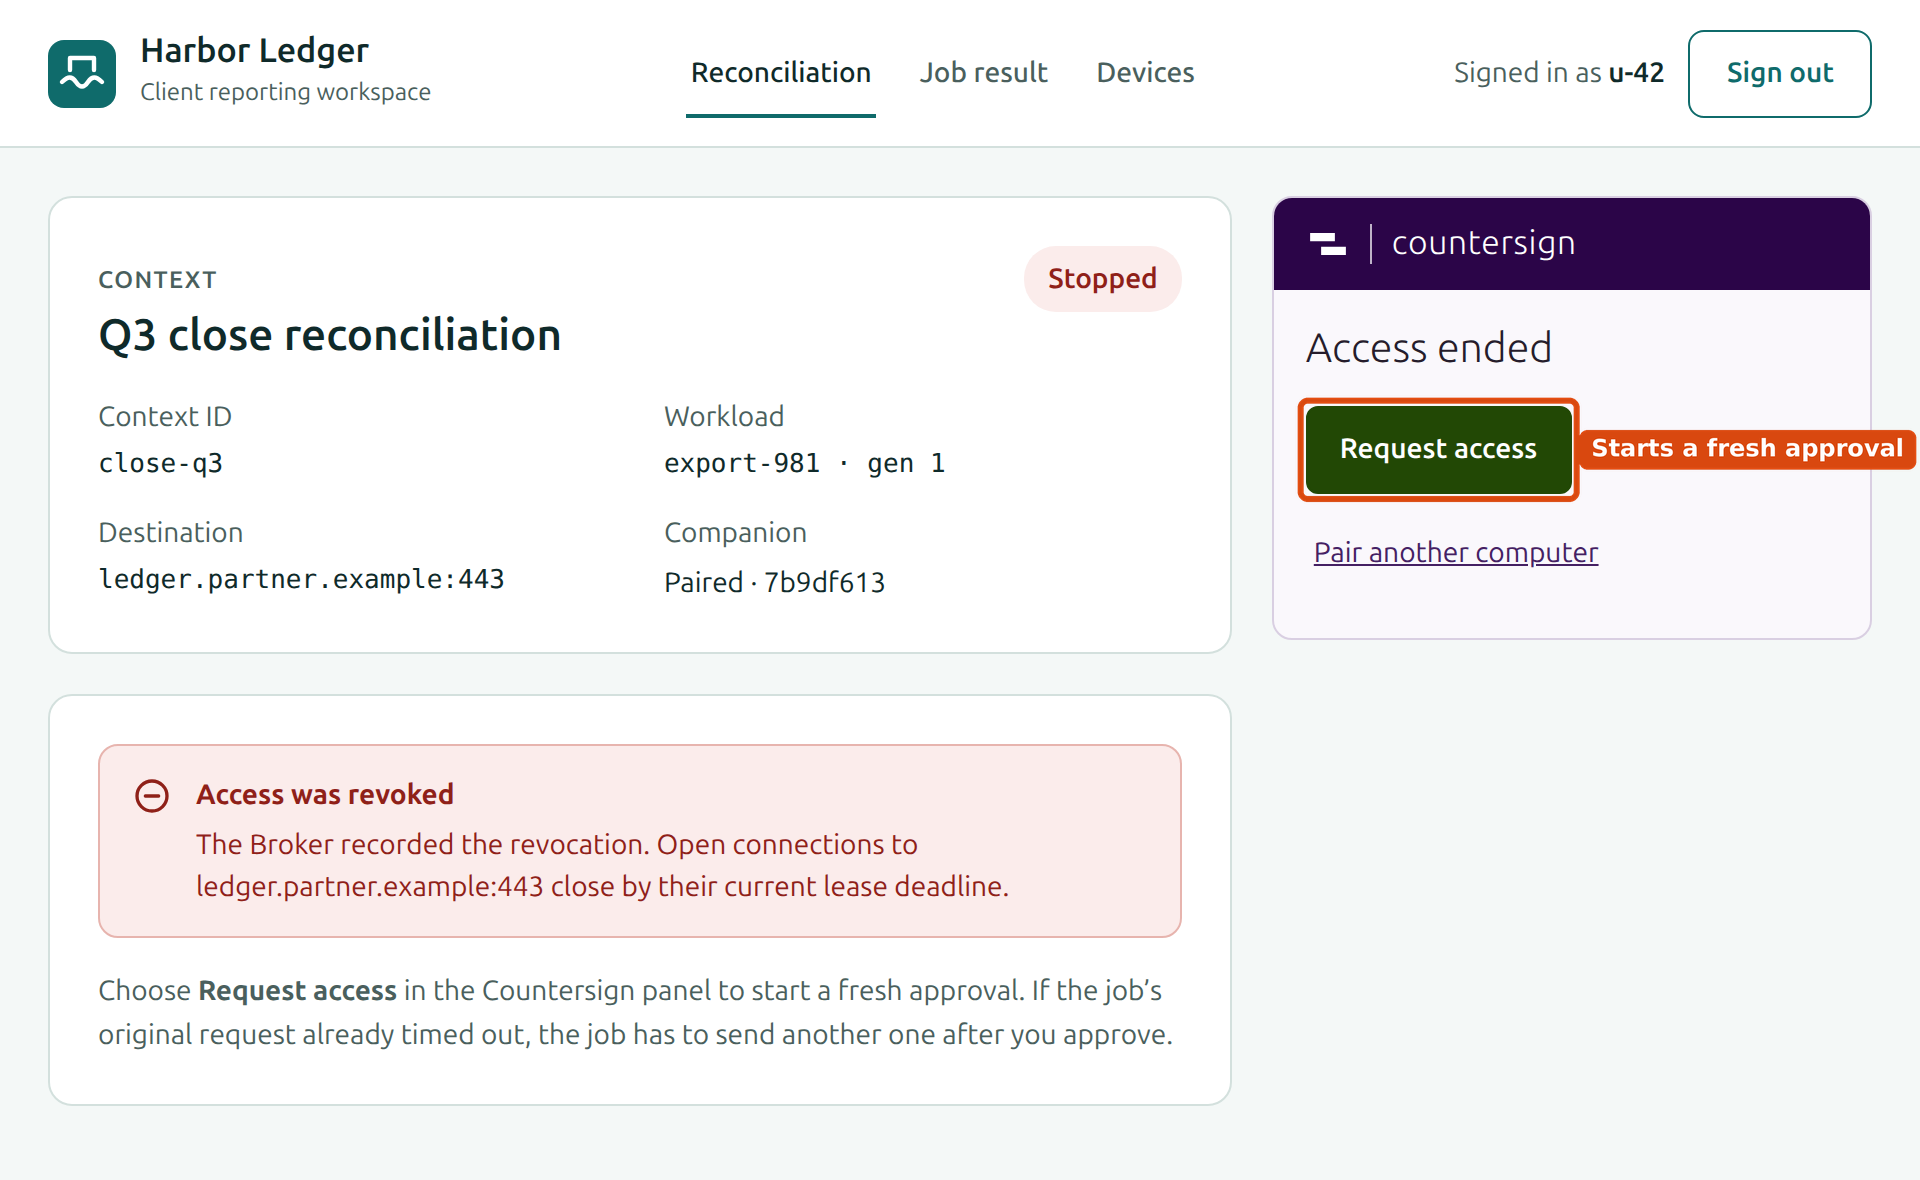 Harbor Ledger
Client reporting workspace
Reconciliation
Job result
Devices
Signed in as u-42
Sign out
CONTEXT
Stopped
Q3 close reconciliation
Context ID
close-q3
Workload
export-981 · gen 1
Destination
ledger.partner.example:443
Companion
Paired · 7b9df613
countersign
Access ended
Request access
Starts a fresh approval
Pair another computer
Access was revoked
The Broker recorded the revocation. Open connections to
ledger.partner.example:443 close by their current lease deadline.
Choose Request access in the Countersign panel to start a fresh approval. If the job’s
original request already timed out, the job has to send another one after you approve.